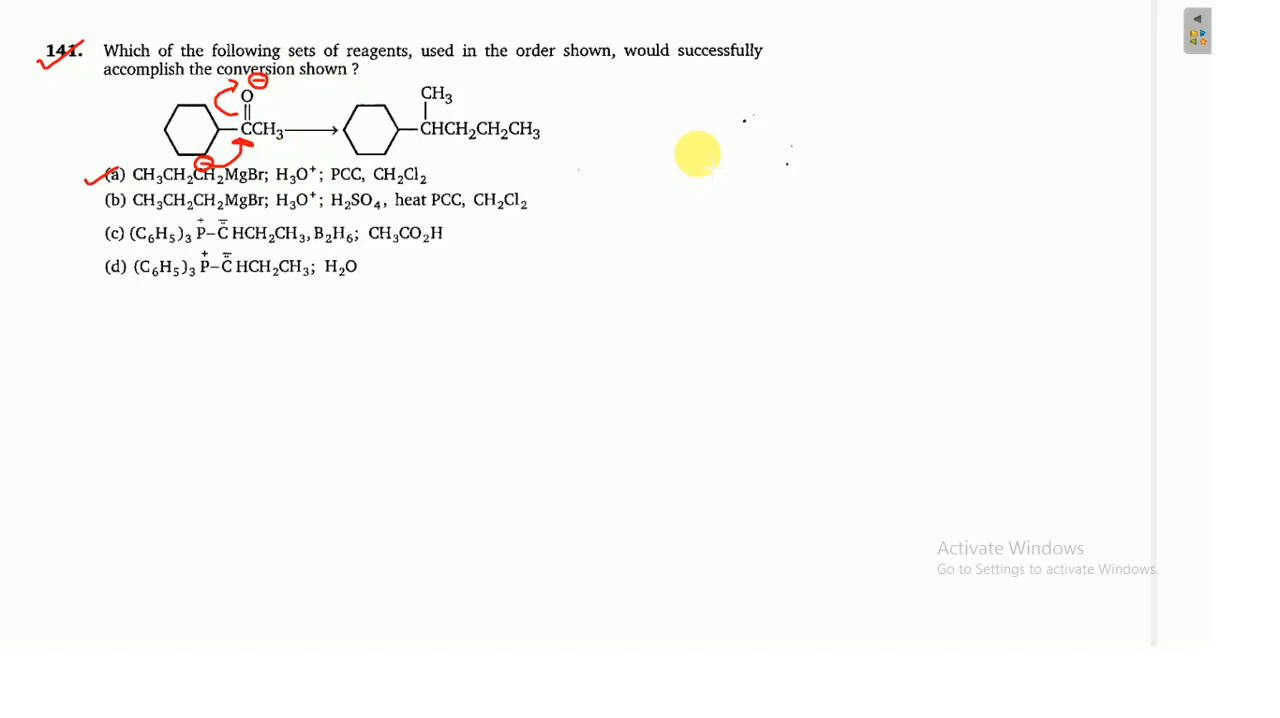 141. Which of the following sets of reagents, used in the order shown, would successfully
accomplish the conversion shown ?
CH₃
O
CCH₃ ⟶ CHCH₂CH₂CH₃
(a) CH₃CH₂CH₂MgBr; H₃O⁺; PCC, CH₂Cl₂
(b) CH₃CH₂CH₂MgBr; H₃O⁺; H₂SO₄, heat PCC, CH₂Cl₂
(c) (C₆H₅)₃ P⁺–C̄̈ HCH₂CH₃, B₂H₆; CH₃CO₂H
(d) (C₆H₅)₃ P⁺–C̄̈ HCH₂CH₃; H₂O
Activate Windows
Go to Settings to activate Windows.